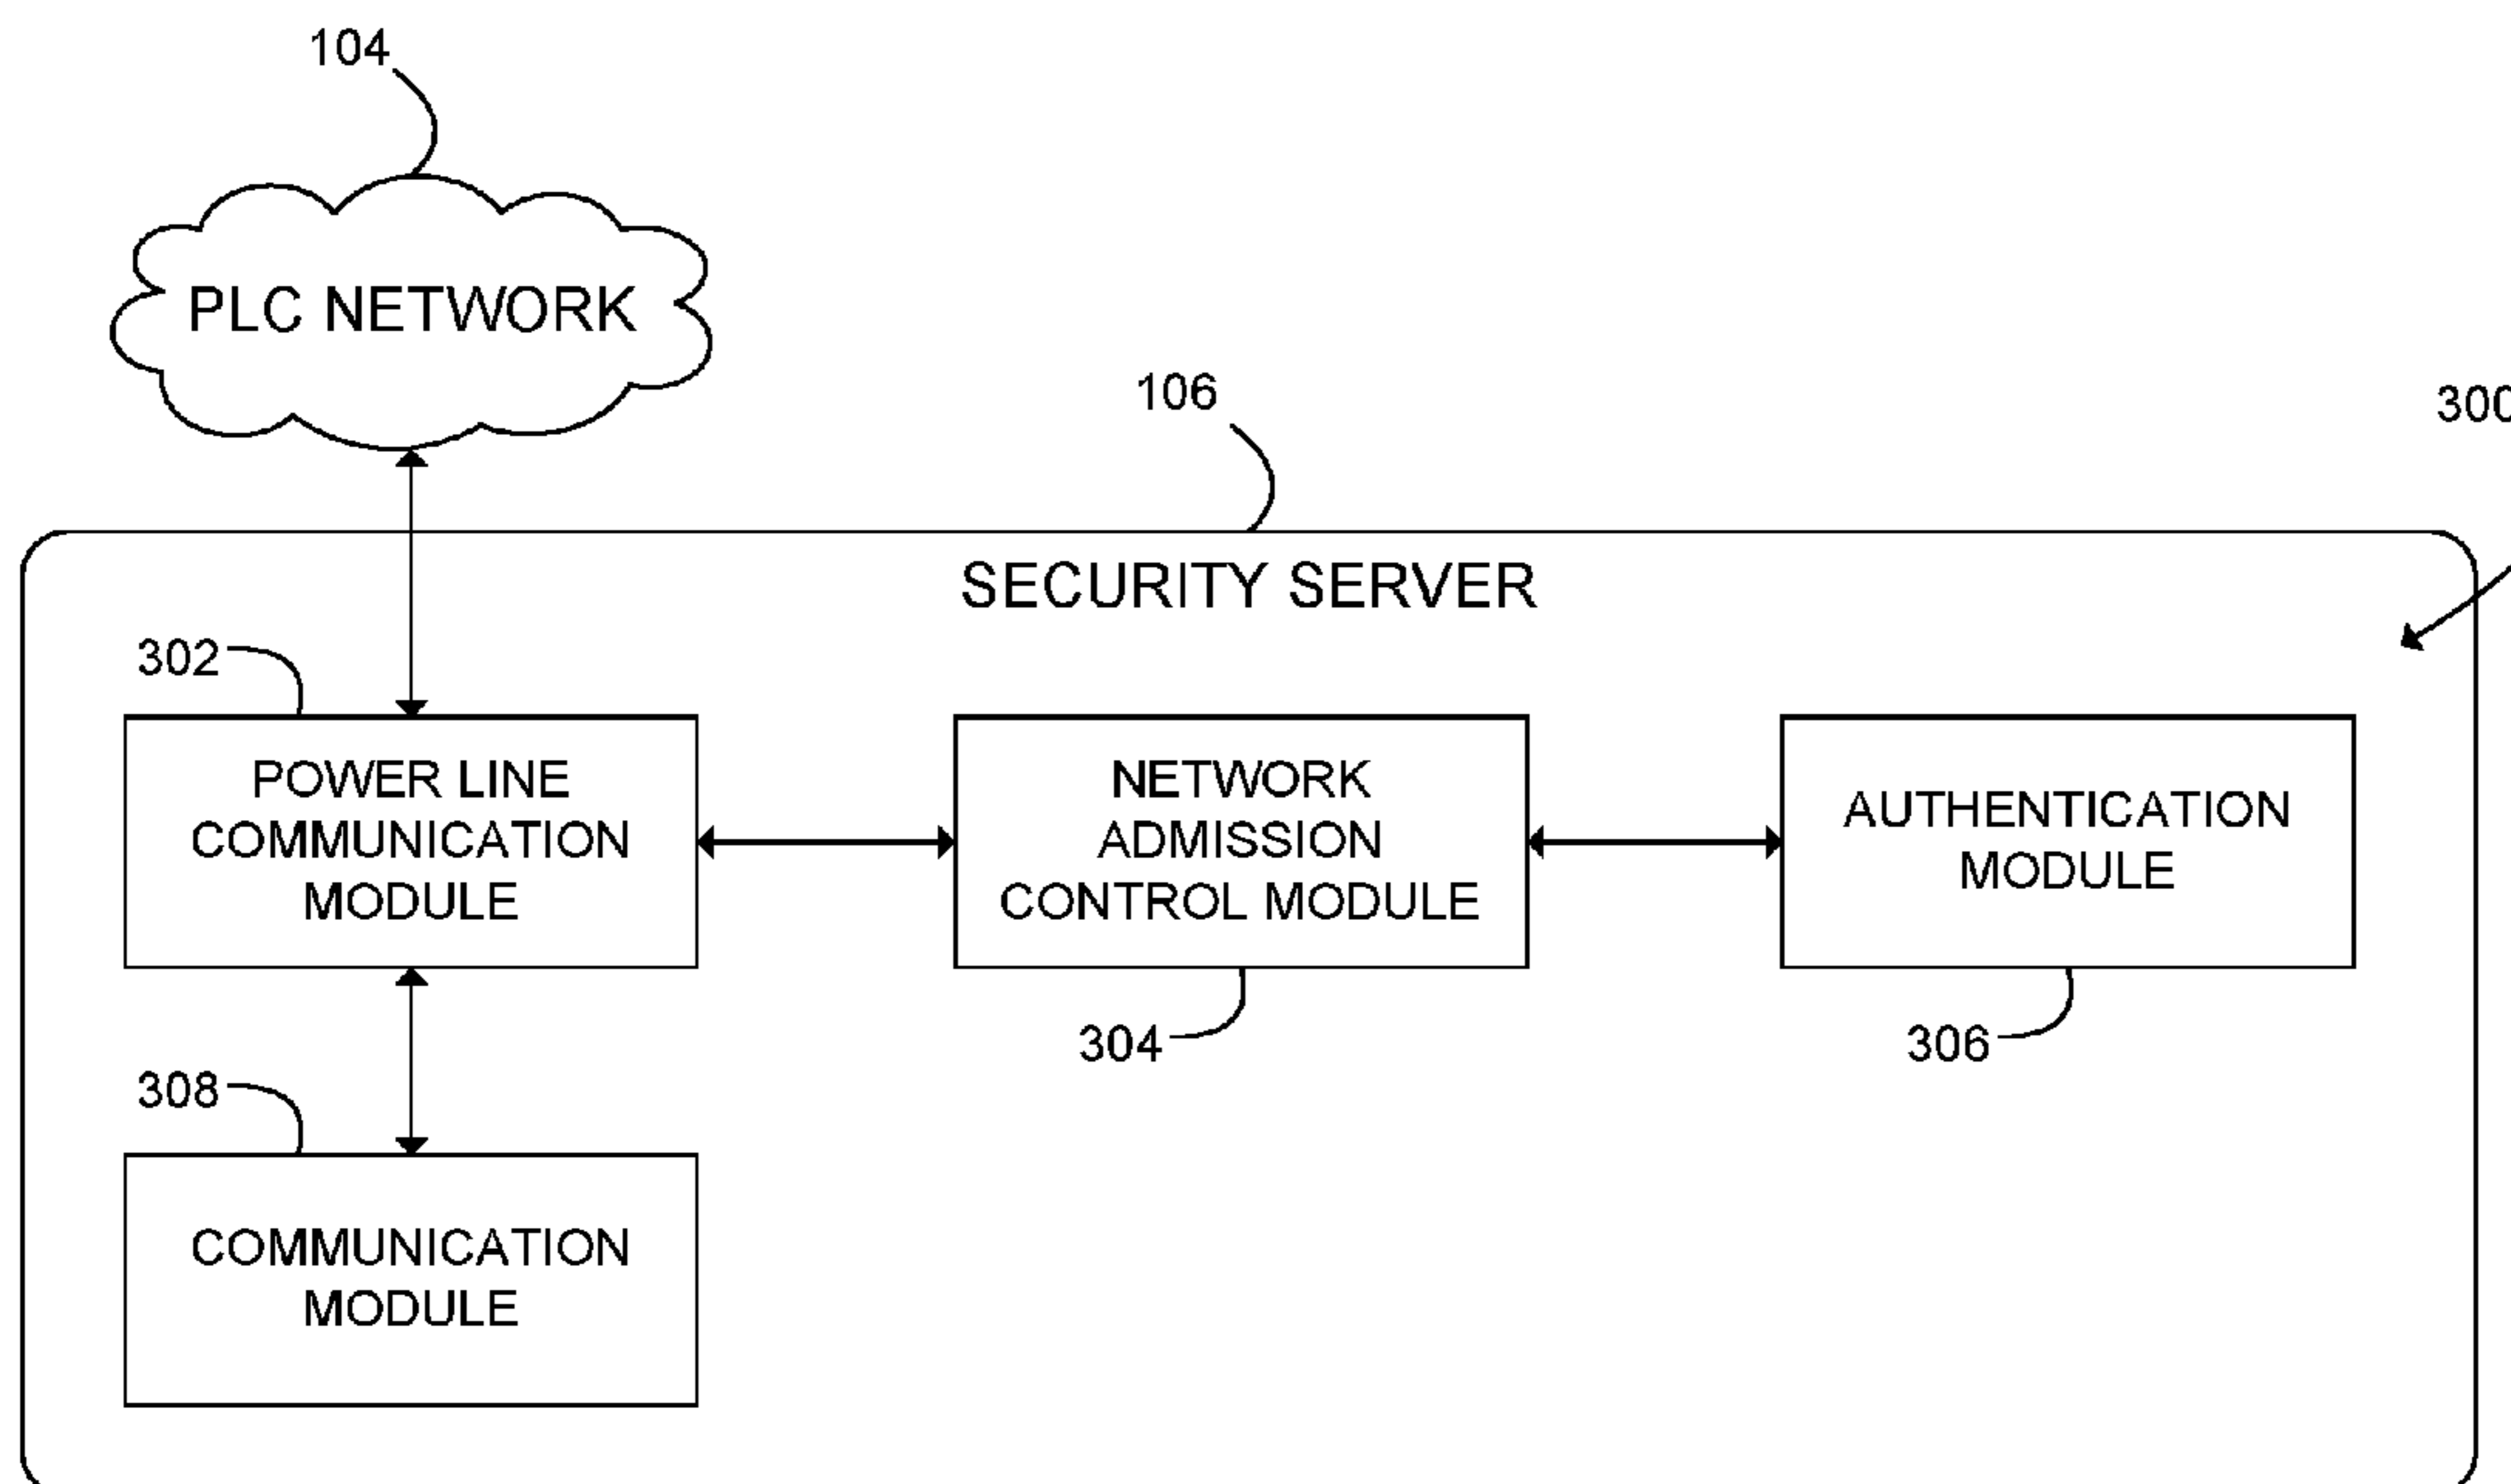 104
PLC NETWORK
106
300
SECURITY SERVER
302
POWER LINE
COMMUNICATION
MODULE
NETWORK
ADMISSION
CONTROL MODULE
AUTHENTICATION
MODULE
304
306
308
COMMUNICATION
MODULE